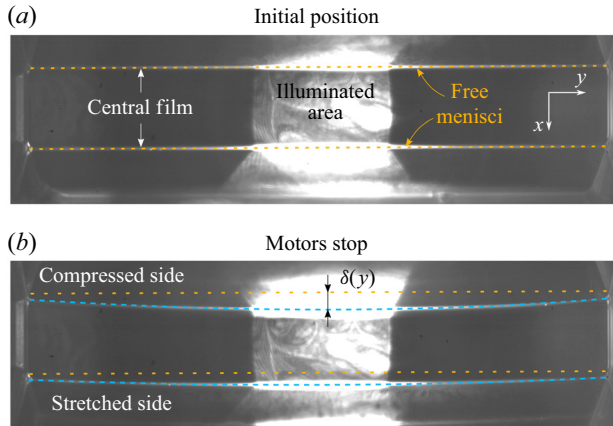 (a)
Initial position
Central film
Illuminated
area
Free
menisci
y
x
(b)
Motors stop
Compressed side
δ(y)
Stretched side